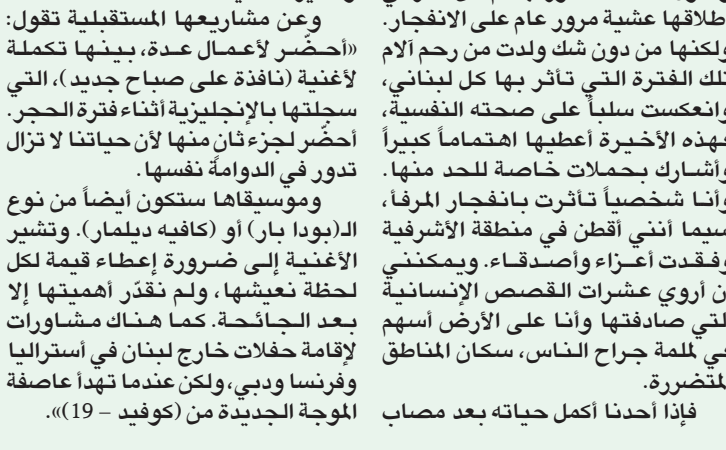 طلاقها عشية مرور عام على الانفجار.
ولكنها من دون شك ولدت من رحم آلام
تلك الفترة التي تأثر بها كل لبناني،
وانعكست سلباً على صحته النفسية،
فهذه الأخيرة أعطيها اهتماماً كبيراً
وأشارك بحملات خاصة للحد منها.
وأنا شخصياً تأثرت بانفجار المرفأ،
سيما أنني أقطن في منطقة الأشرفية
وفقدت أعزاء وأصدقاء. ويمكنني
ن أروي عشرات القصص الإنسانية
لتي صادفتها وأنا على الأرض أسهم
في لملمة جراح الناس، سكان المناطق
لمتضررة.
فإذا أحدنا أكمل حياته بعد مصاب
وعن مشاريعها المستقبلية تقول:
«أحضّر لأعمال عدة، بينها تكملة
لأغنية (نافذة على صباح جديد)، التي
سجلتها بالإنجليزية أثناء فترة الحجر.
أحضّر لجزء ثانٍ منها لأن حياتنا لا تزال
تدور في الدوامة نفسها.
وموسيقاها ستكون أيضاً من نوع
الـ(بودا بار) أو (كافيه ديلمار). وتشير
الأغنية إلى ضرورة إعطاء قيمة لكل
لحظة نعيشها، ولم نقدّر أهميتها إلا
بعد الجائحة. كما هناك مشاورات
لإقامة حفلات خارج لبنان في أستراليا
وفرنسا ودبي، ولكن عندما تهدأ عاصفة
الموجة الجديدة من (كوفيد – 19)».